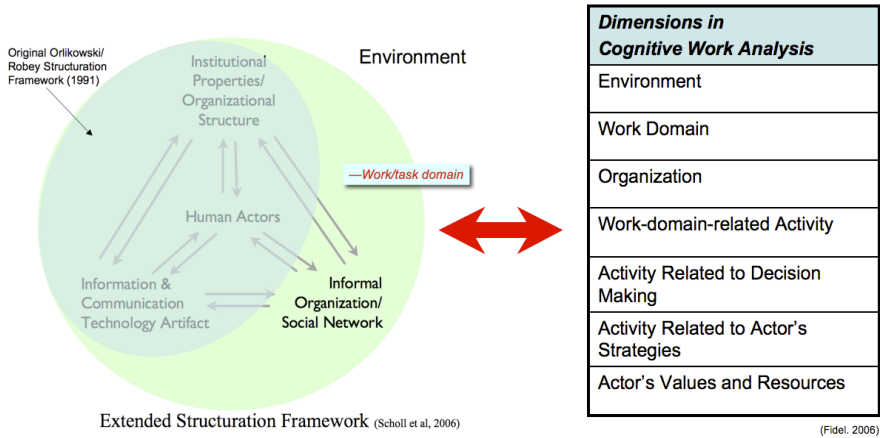 Original Orlikowski/
Robey Structuration
Framework (1991)
Environment
Institutional
Properties/
Organizational
Structure
—Work/task domain
Human Actors
Information &
Communication
Technology Artifact
Informal
Organization/
Social Network
Extended Structuration Framework (Scholl et al, 2006)
Dimensions in
Cognitive Work Analysis
Environment
Work Domain
Organization
Work-domain-related Activity
Activity Related to Decision
Making
Activity Related to Actor's
Strategies
Actor's Values and Resources
(Fidel. 2006)